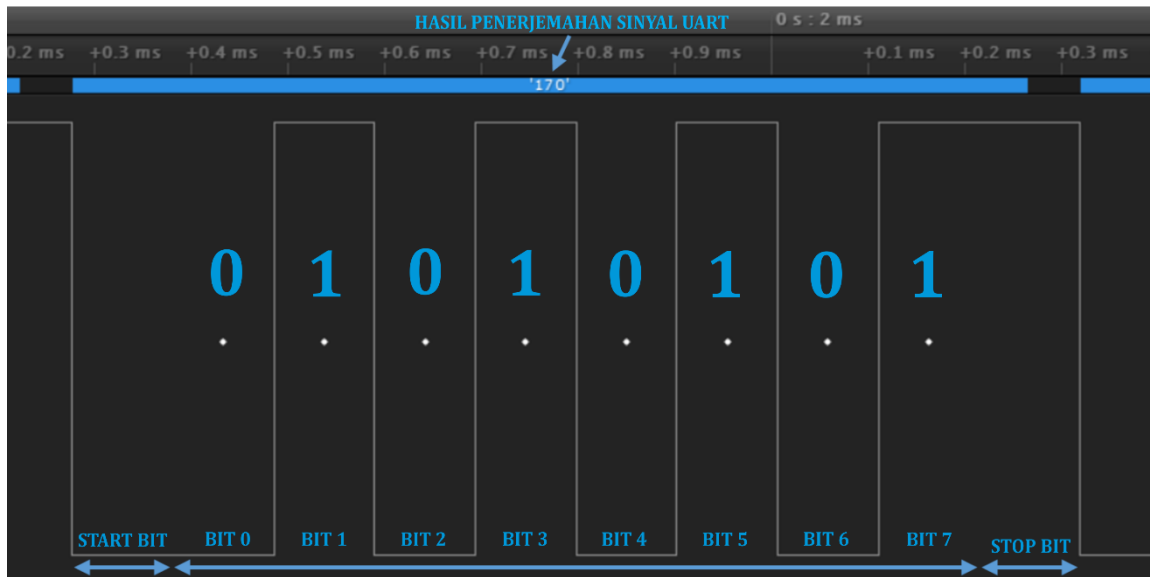 HASIL PENERJEMAHAN SINYAL UART 0 s : 2 ms
0.2 ms +0.3 ms +0.4 ms +0.5 ms +0.6 ms +0.7 ms +0.8 ms +0.9 ms +0.1 ms +0.2 ms +0.3 ms
'170'
0 1 0 1 0 1 0 1
START BIT BIT 0 BIT 1 BIT 2 BIT 3 BIT 4 BIT 5 BIT 6 BIT 7 STOP BIT